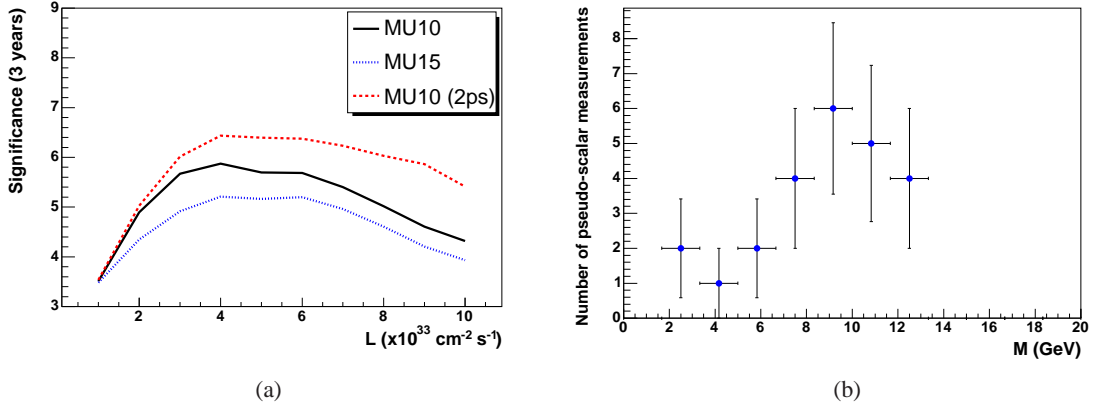 Significance (3 years)
9
8
7
6
5
4
3
MU10
MU15
MU10 (2ps)
2 4 6 8 10
L (x10³³ cm⁻² s⁻¹)
(a)
Number of pseudo-scalar measurements
8
7
6
5
4
3
2
1
0
0 2 4 6 8 10 12 14 16 18 20
M (GeV)
(b)